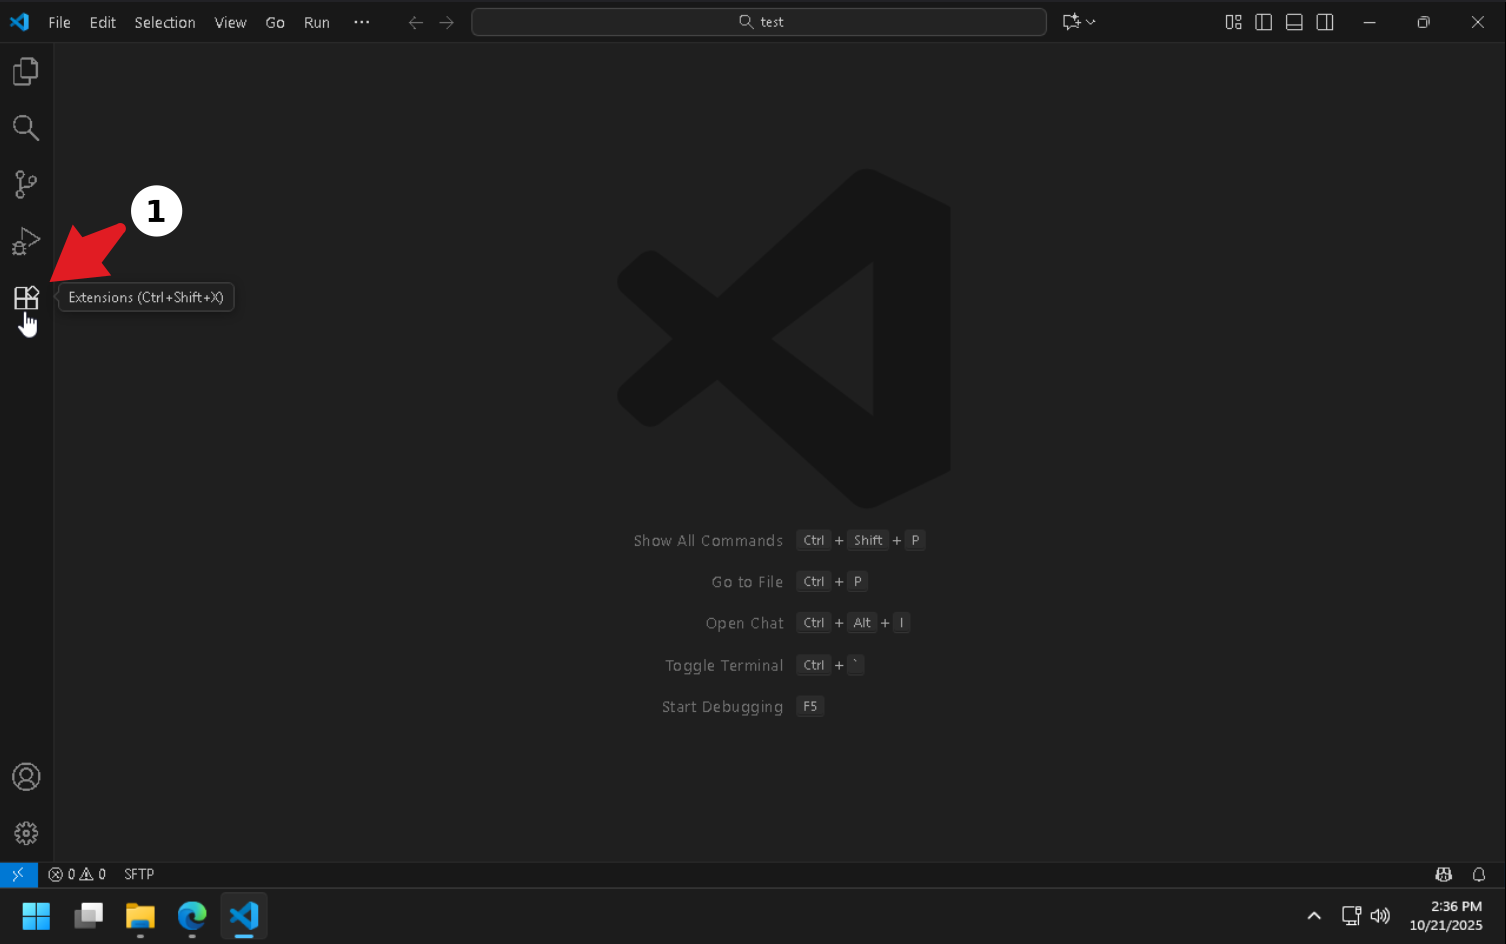 File Edit Selection View Go Run ···
test
1
Extensions (Ctrl+Shift+X)
Show All Commands Ctrl + Shift + P
Go to File Ctrl + P
Open Chat Ctrl + Alt + I
Toggle Terminal Ctrl + `
Start Debugging F5
0 0 SFTP
2:36 PM
10/21/2025